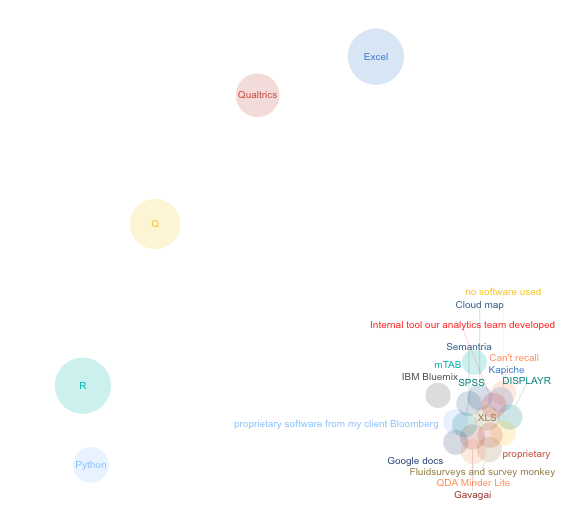 Excel
Qualtrics
Q
no software used
Cloud map
Internal tool our analytics team developed
Semantria
Can't recall
mTAB
Kapiche
IBM Bluemix
SPSS
DISPLAYR
R
XLS
proprietary software from my client Bloomberg
proprietary
Google docs
Python
Fluidsurveys and survey monkey
QDA Minder Lite
Gavagai